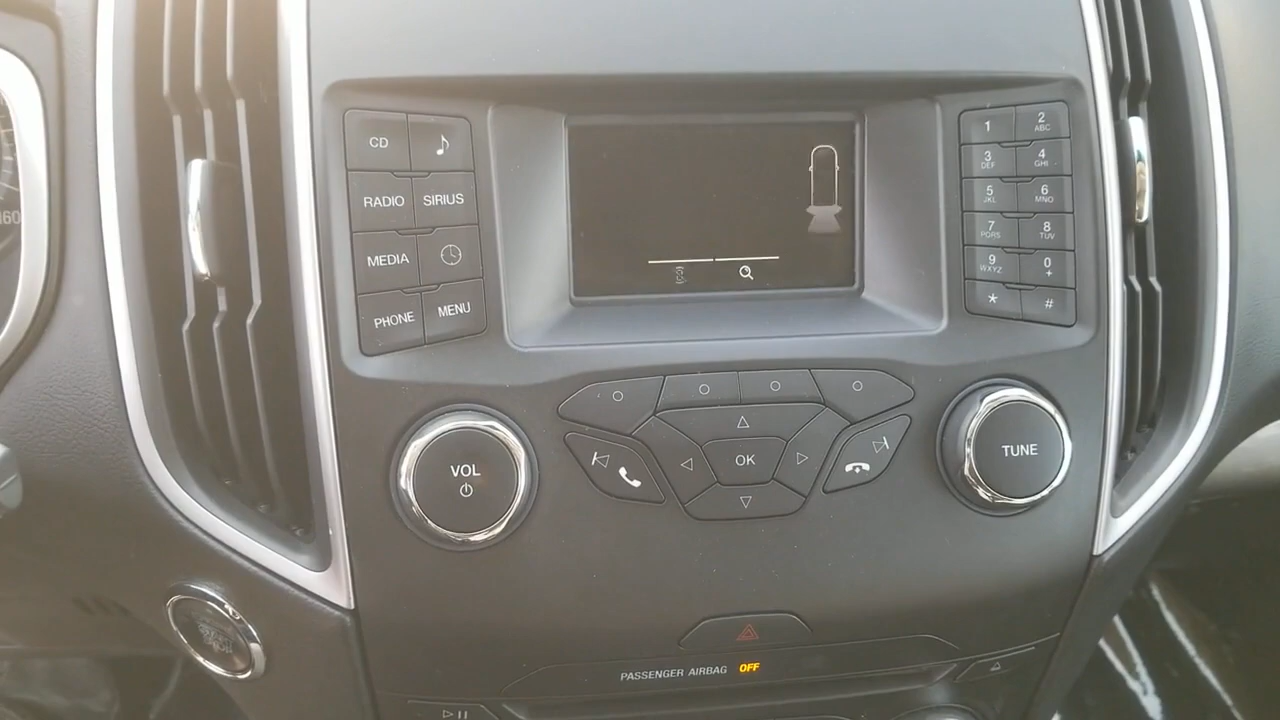 160
CD
RADIO SIRIUS
MEDIA
PHONE MENU
1 2 ABC
3 DEF 4 GHI
5 JKL 6 MNO
7 PQRS 8 TUV
9 WXYZ 0 +
* #
VOL
OK
TUNE
PASSENGER AIRBAG OFF